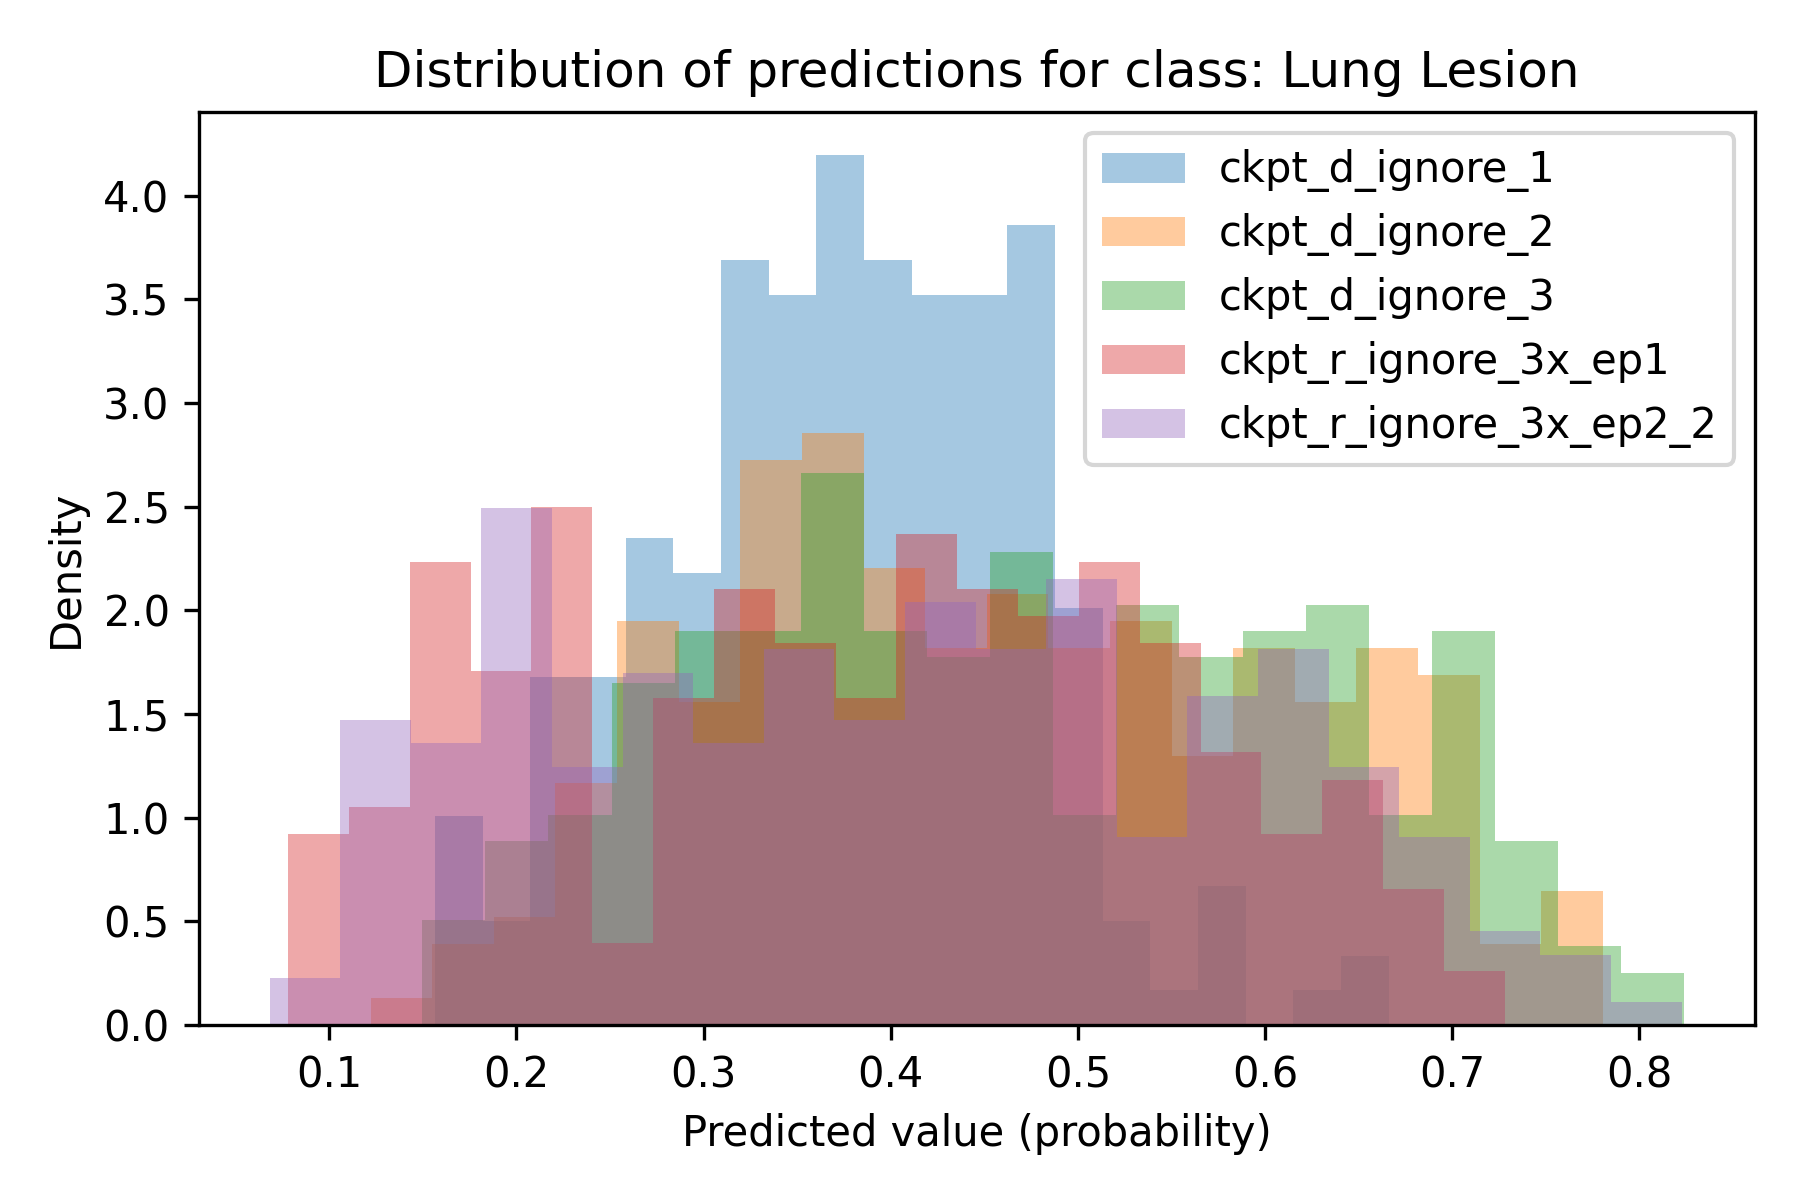 Distribution of predictions for class: Lung Lesion
ckpt_d_ignore_1
ckpt_d_ignore_2
ckpt_d_ignore_3
ckpt_r_ignore_3x_ep1
ckpt_r_ignore_3x_ep2_2
Density
4.0
3.5
3.0
2.5
2.0
1.5
1.0
0.5
0.0
0.1 0.2 0.3 0.4 0.5 0.6 0.7 0.8
Predicted value (probability)